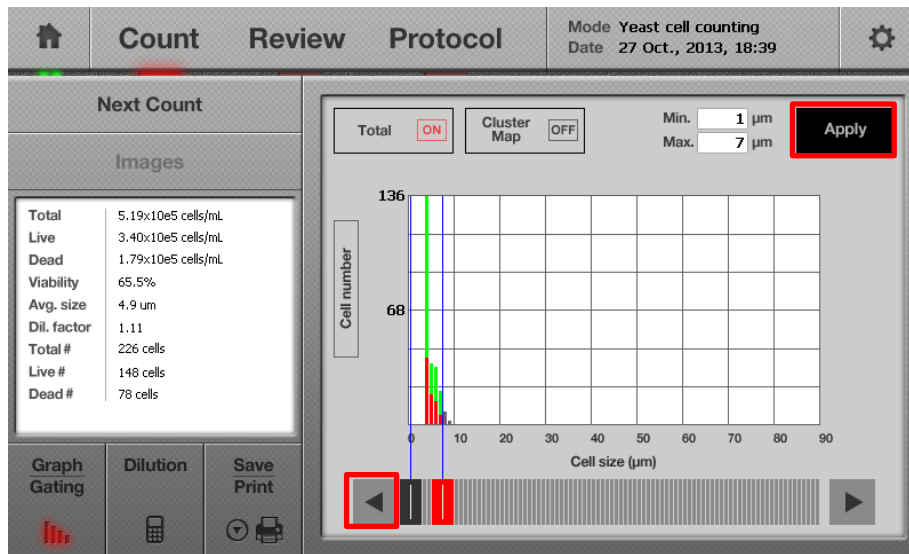 Count Review Protocol
Mode Yeast cell counting
Date 27 Oct., 2013, 18:39
Next Count
Images
Total 5.19x10e5 cells/mL
Live 3.40x10e5 cells/mL
Dead 1.79x10e5 cells/mL
Viability 65.5%
Avg. size 4.9 um
Dil. factor 1.11
Total # 226 cells
Live # 148 cells
Dead # 78 cells
Graph
Gating
Dilution
Save
Print
Total ON
Cluster
Map
OFF
Min. 1 μm
Max. 7 μm
Apply
136
Cell number
68
0 10 20 30 40 50 60 70 80 90
Cell size (μm)